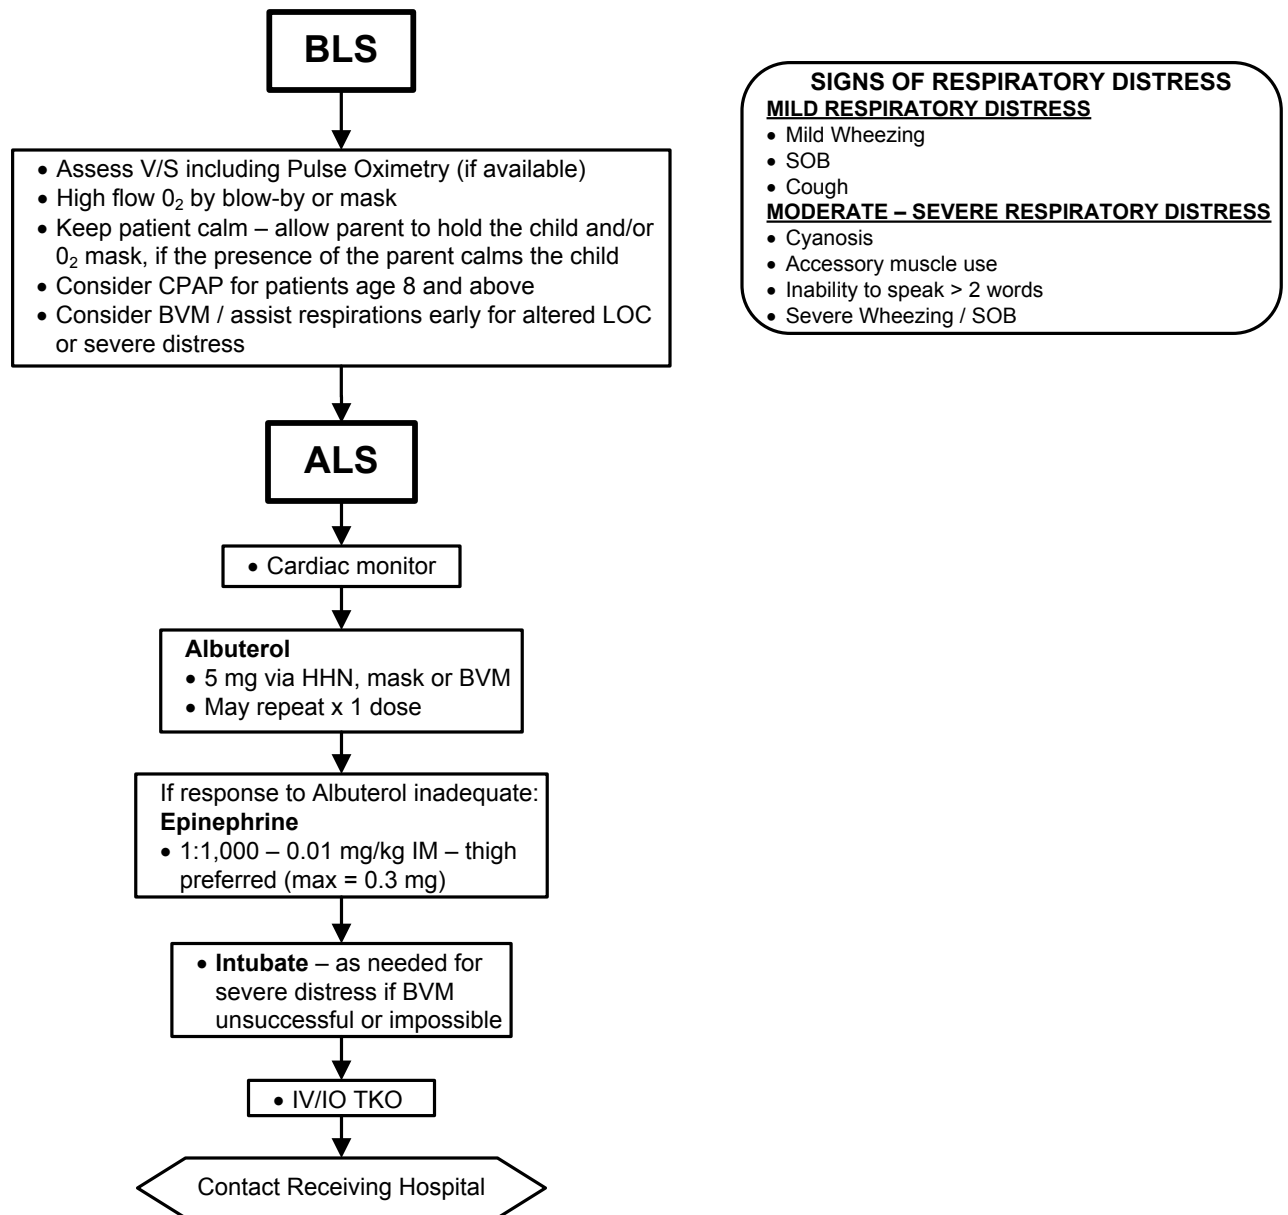 BLS
• Assess V/S including Pulse Oximetry (if available)
• High flow 0₂ by blow-by or mask
• Keep patient calm – allow parent to hold the child and/or
0₂ mask, if the presence of the parent calms the child
• Consider CPAP for patients age 8 and above
• Consider BVM / assist respirations early for altered LOC
or severe distress
SIGNS OF RESPIRATORY DISTRESS
MILD RESPIRATORY DISTRESS
• Mild Wheezing
• SOB
• Cough
MODERATE – SEVERE RESPIRATORY DISTRESS
• Cyanosis
• Accessory muscle use
• Inability to speak > 2 words
• Severe Wheezing / SOB
ALS
• Cardiac monitor
Albuterol
• 5 mg via HHN, mask or BVM
• May repeat x 1 dose
If response to Albuterol inadequate:
Epinephrine
• 1:1,000 – 0.01 mg/kg IM – thigh
preferred (max = 0.3 mg)
• Intubate – as needed for
severe distress if BVM
unsuccessful or impossible
• IV/IO TKO
Contact Receiving Hospital